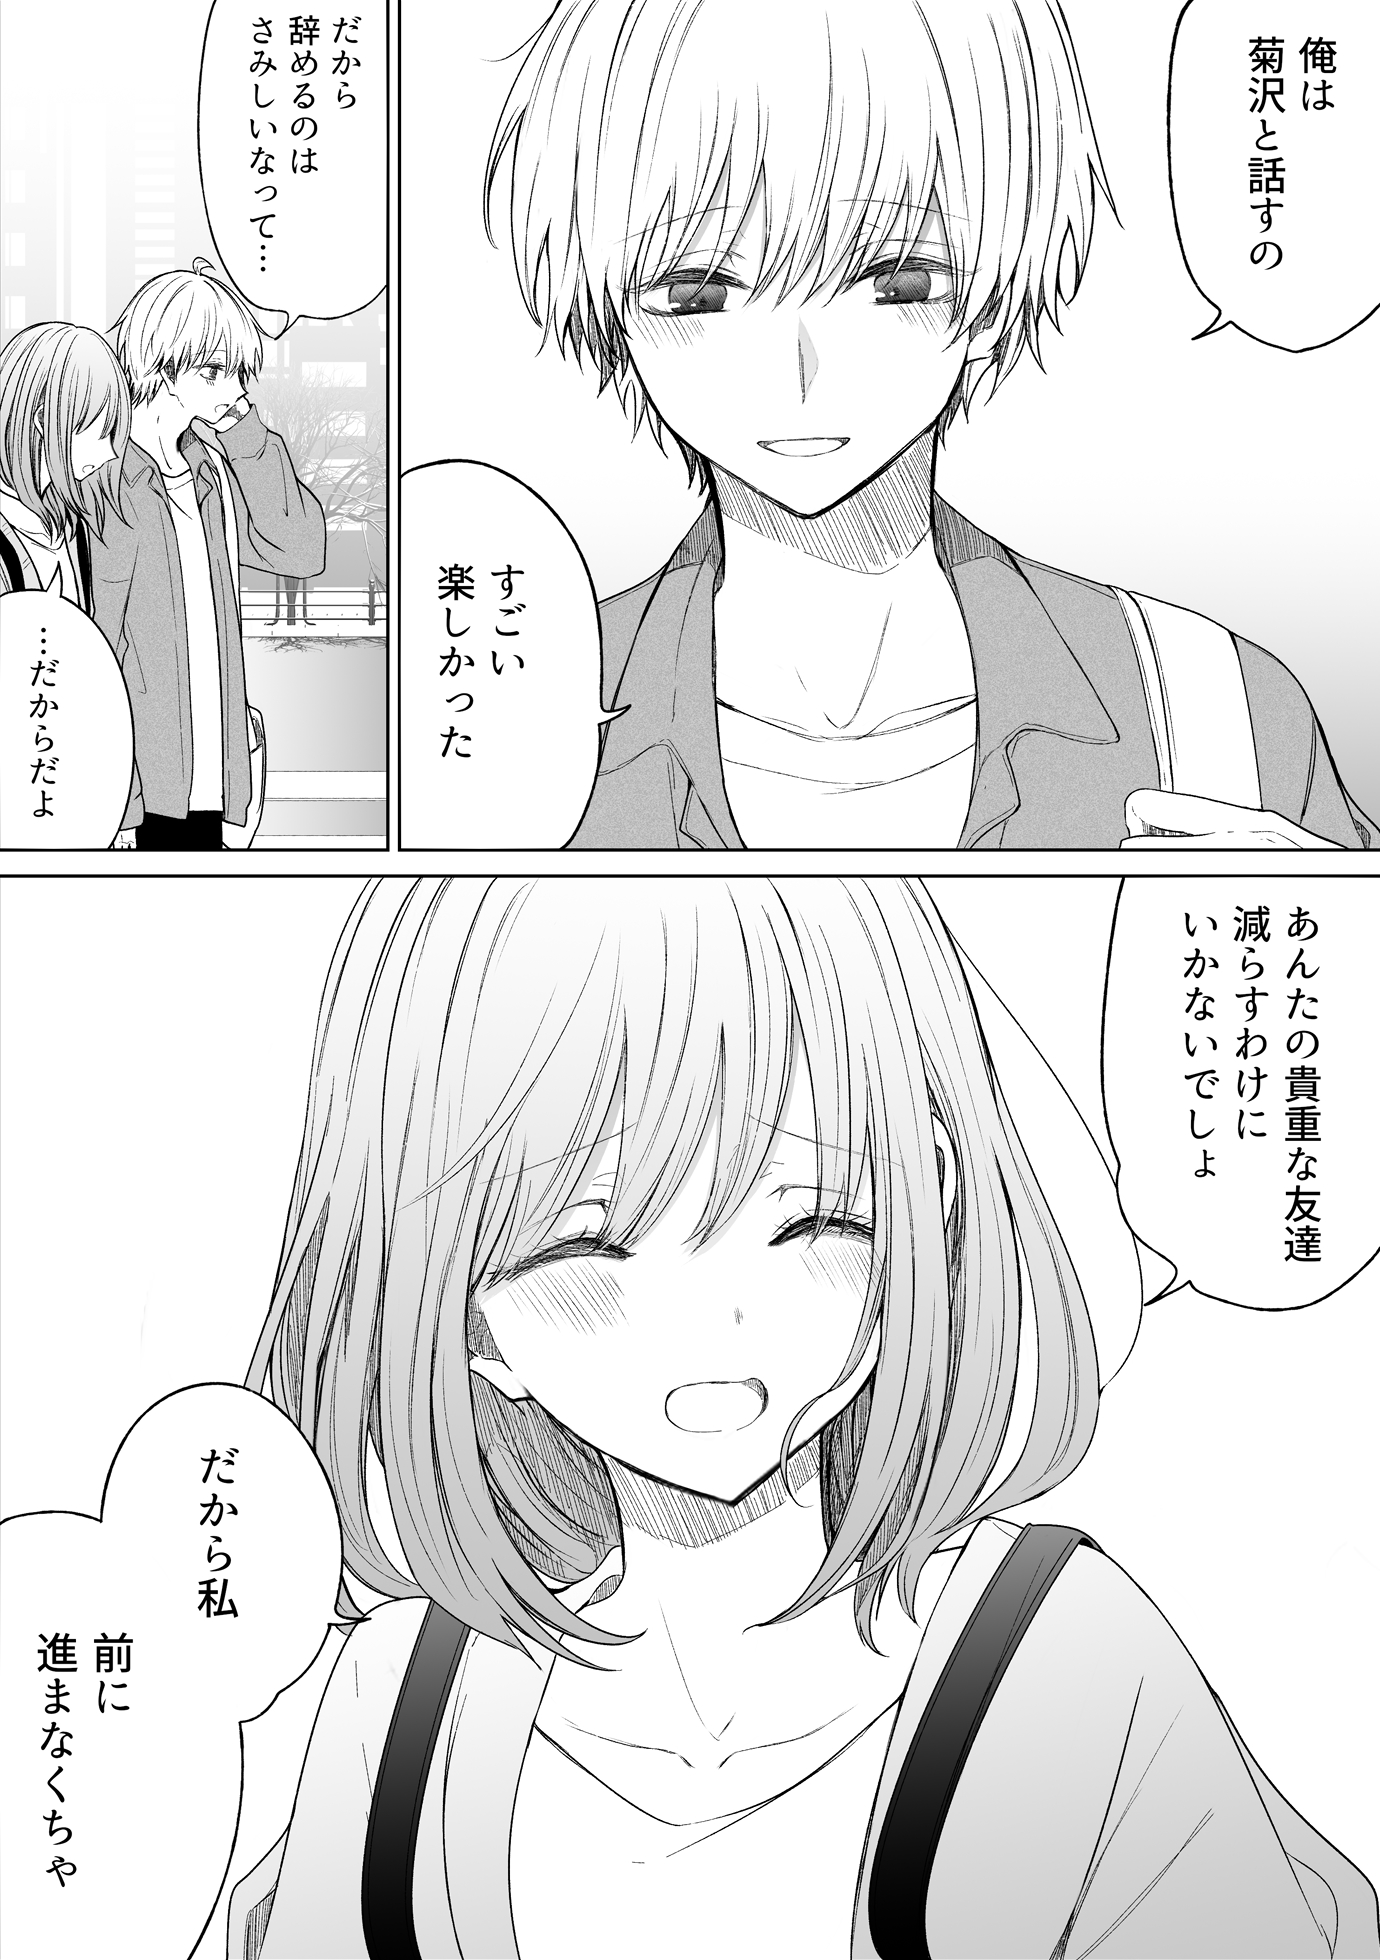 俺は
菊沢と話すの
すごい
楽しかった
だから
辞めるのは
さみしいなって…
…だからだよ
あんたの貴重な友達
減らすわけに
いかないでしょ
だから私
前に
進まなくちゃ